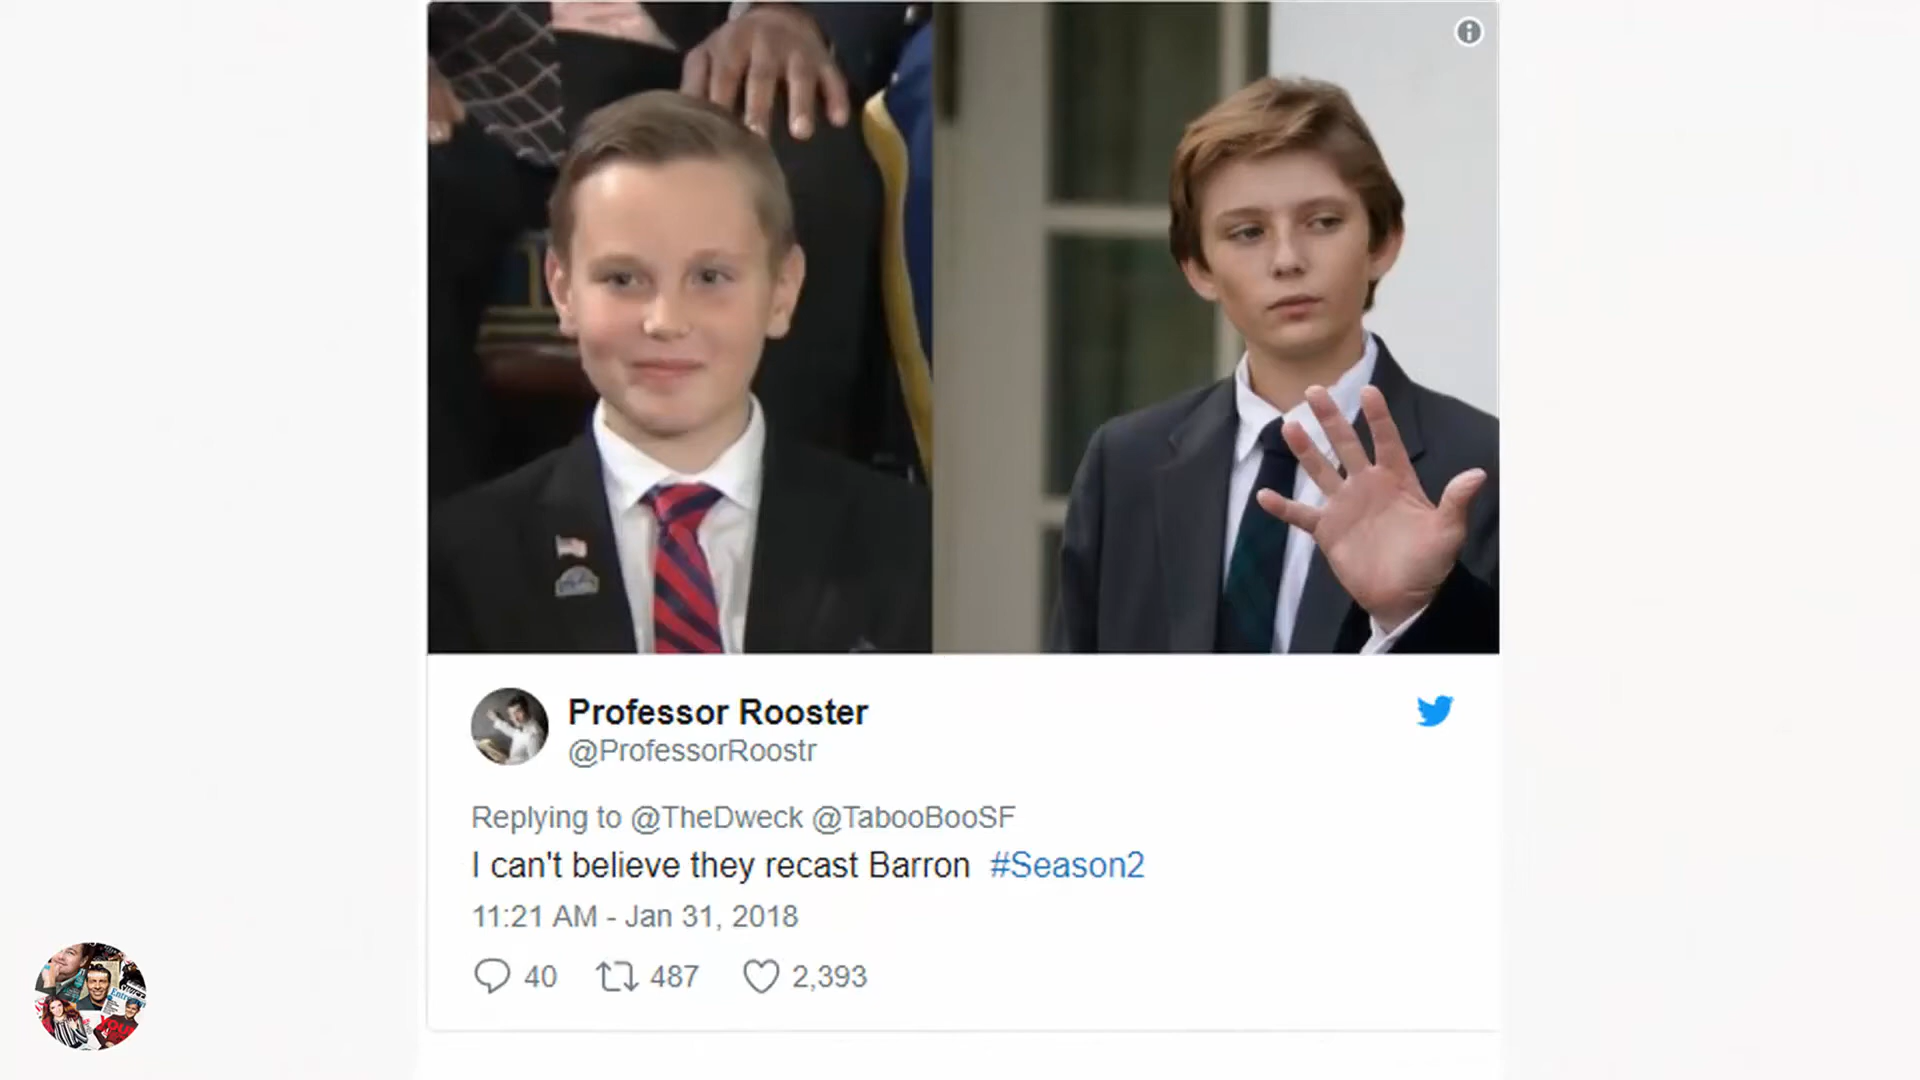 Professor Rooster
@ProfessorRoostr
Replying to @TheDweck @TabooBooSF
I can't believe they recast Barron #Season2
11:21 AM - Jan 31, 2018
40 487 2,393